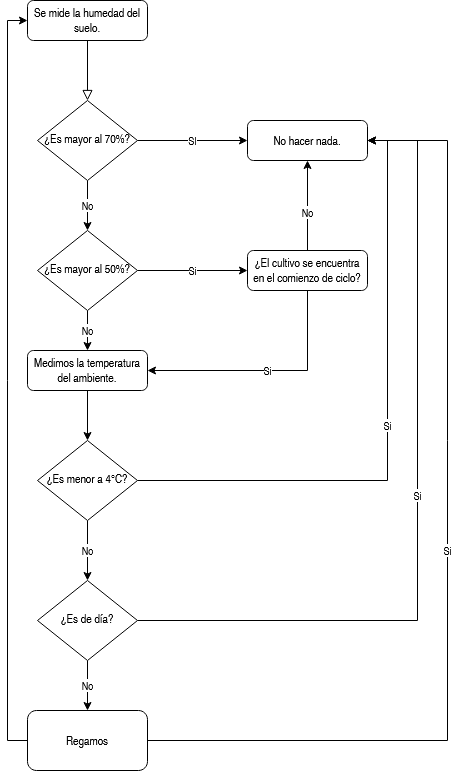 Se mide la humedad del
suelo.
¿Es mayor al 70%?
SI
No hacer nada.
No
No
¿Es mayor al 50%?
Si
¿El cultivo se encuentra
en el comienzo de ciclo?
No
Medimos la temperatura
del ambiente.
Si
Si
¿Es menor a 4°C?
Si
No
Si
¿Es de día?
No
Regamos